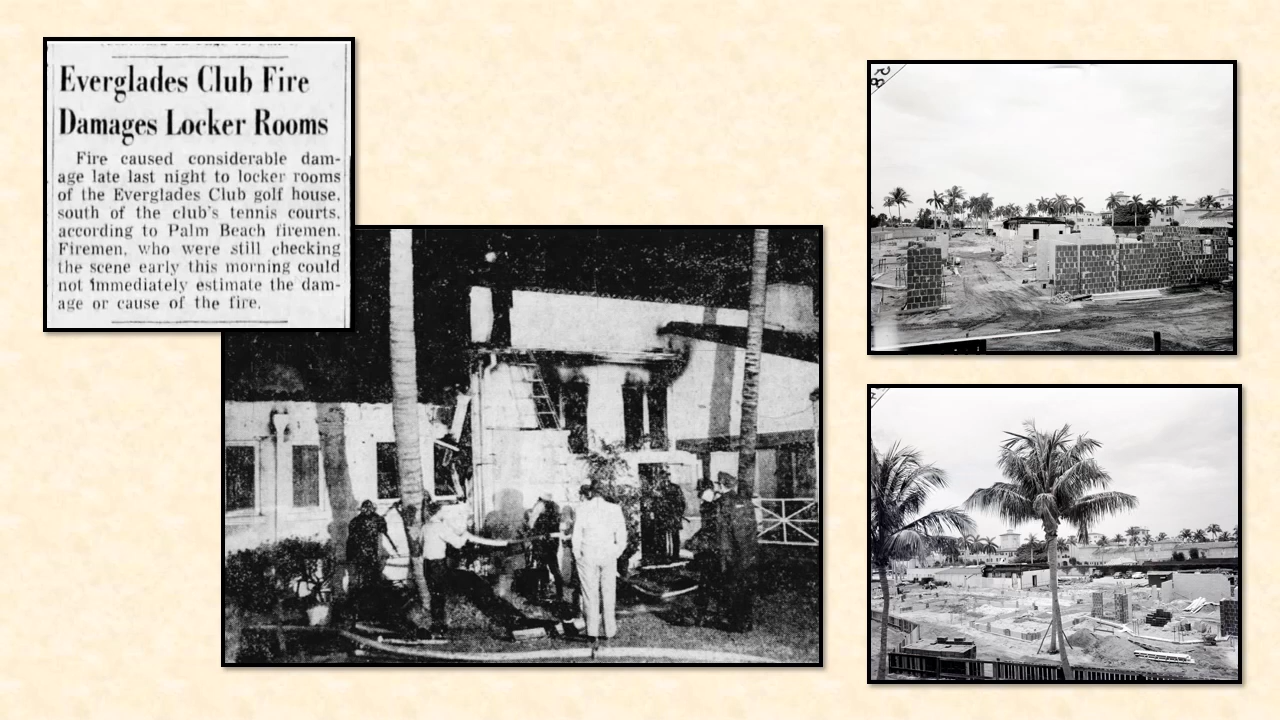 Everglades Club Fire
Damages Locker Rooms
Fire caused considerable dam-
age late last night to locker rooms
of the Everglades Club golf house,
south of the club's tennis courts,
according to Palm Beach firemen.
Firemen, who were still checking
the scene early this morning could
not immediately estimate the dam-
age or cause of the fire.